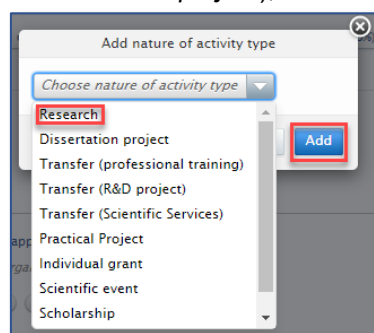 Add nature of activity type
Choose nature of activity type
Research
Add
Dissertation project
Transfer (professional training)
Transfer (R&D project)
Transfer (Scientific Services)
Practical Project
Individual grant
Scientific event
Scholarship